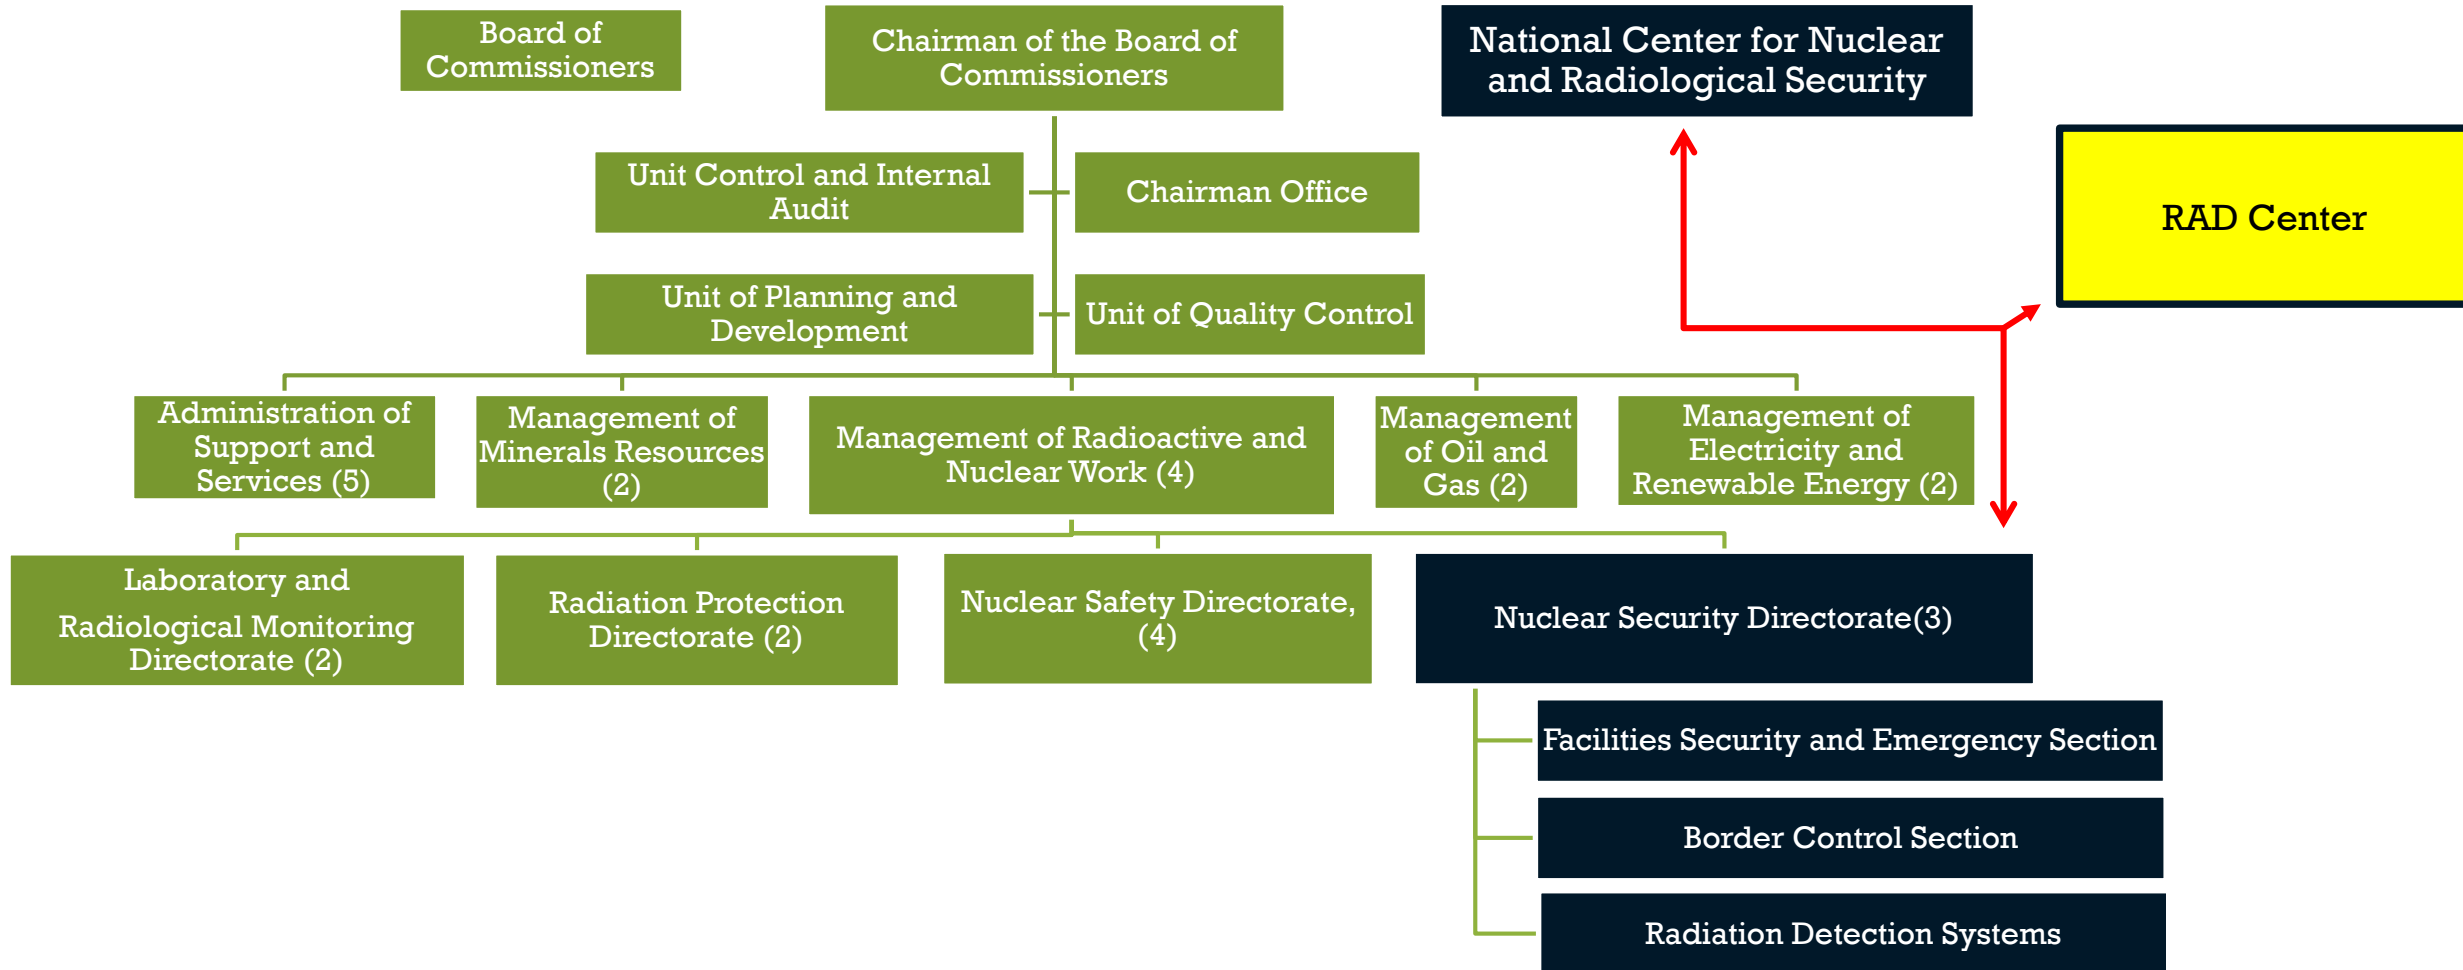 Board of
Commissioners
Chairman of the Board of
Commissioners
National Center for Nuclear
and Radiological Security
RAD Center
Unit Control and Internal
Audit
Chairman Office
Unit of Planning and
Development
Unit of Quality Control
Administration of
Support and
Services (5)
Management of
Minerals Resources
(2)
Management of Radioactive and
Nuclear Work (4)
Management
of Oil and
Gas (2)
Management of
Electricity and
Renewable Energy (2)
Laboratory and
Radiological Monitoring
Directorate (2)
Radiation Protection
Directorate (2)
Nuclear Safety Directorate,
(4)
Nuclear Security Directorate(3)
Facilities Security and Emergency Section
Border Control Section
Radiation Detection Systems